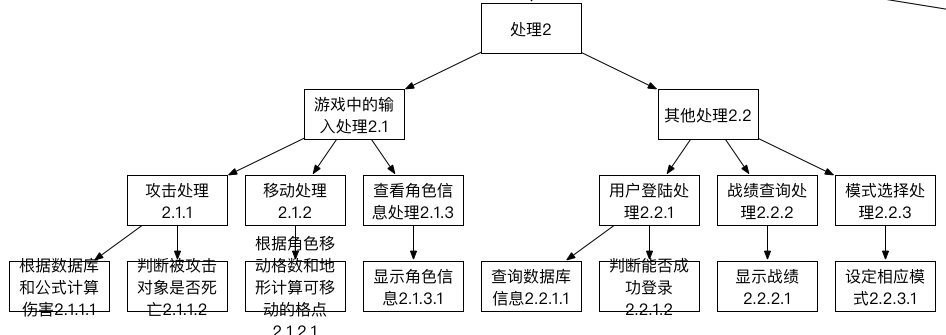 处理2
游戏中的输
入处理2.1
其他处理2.2
攻击处理
2.1.1
移动处理
2.1.2
查看角色信
息处理2.1.3
用户登陆处
理2.2.1
战绩查询处
理2.2.2
模式选择处
理2.2.3
根据数据库
和公式计算
伤害2.1.1.1
判断被攻击
对象是否死
亡2.1.1.2
根据角色移
动格数和地
形计算可移
动的格点
2.1.2.1
显示角色信
息2.1.3.1
查询数据库
信息2.2.1.1
判断能否成
功登录
2.2.1.2
显示战绩
2.2.2.1
设定相应模
式2.2.3.1